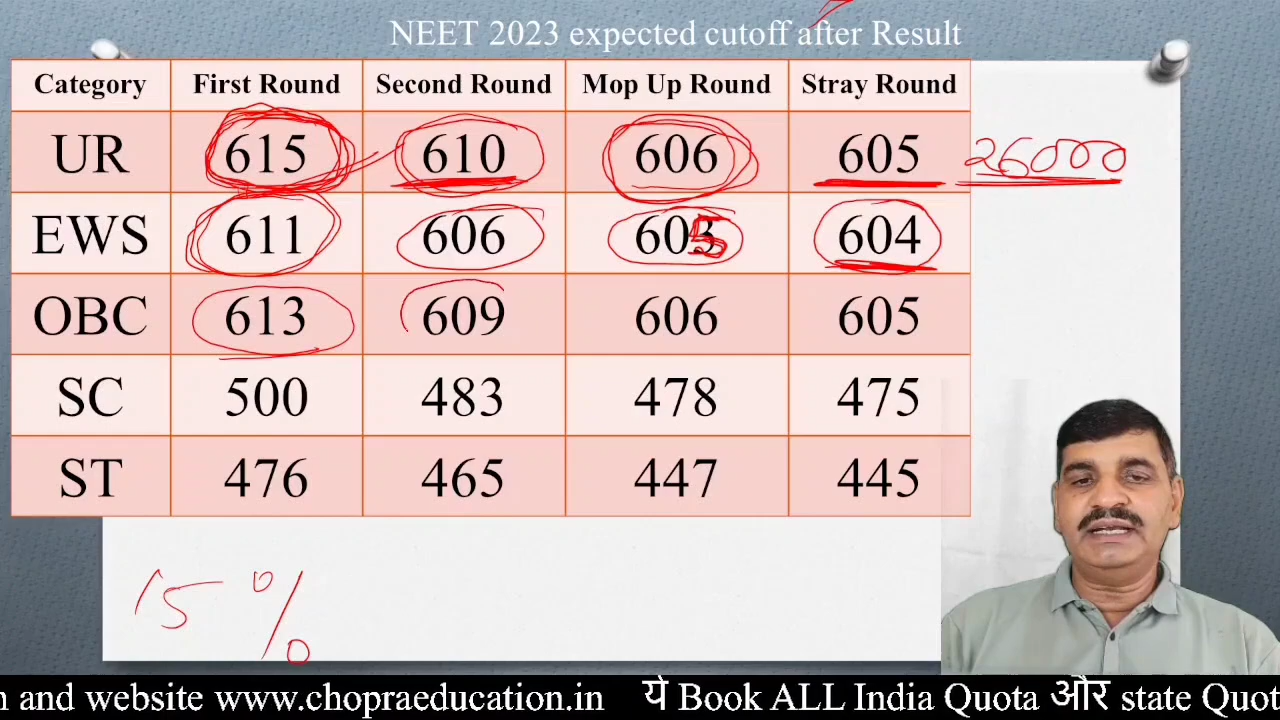 NEET 2023 expected cutoff after Result
Category First Round Second Round Mop Up Round Stray Round
UR 615 610 606 605 26000
EWS 611 606 605 604
OBC 613 609 606 605
SC 500 483 478 475
ST 476 465 447 445
15 %
n and website www.chopraeducation.in ये Book ALL India Quota और state Quot